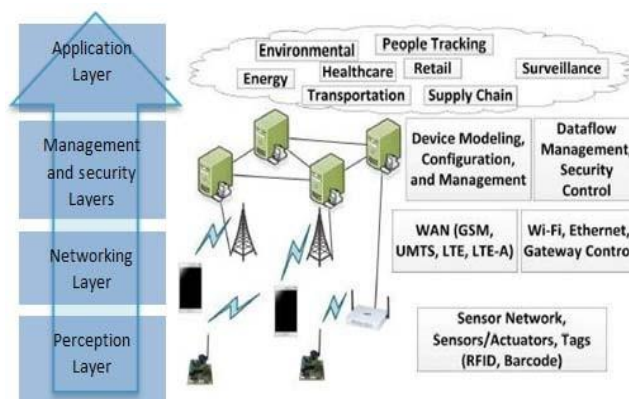 Application
Layer
Management
and security
Layers
Networking
Layer
Perception
Layer
Environmental
People Tracking
Energy
Healthcare
Retail
Surveillance
Transportation
Supply Chain
Device Modeling,
Configuration,
and Management
Dataflow
Management,
Security
Control
WAN (GSM,
UMTS, LTE, LTE-A)
Wi-Fi, Ethernet,
Gateway Control
Sensor Network,
Sensors/Actuators, Tags
(RFID, Barcode)